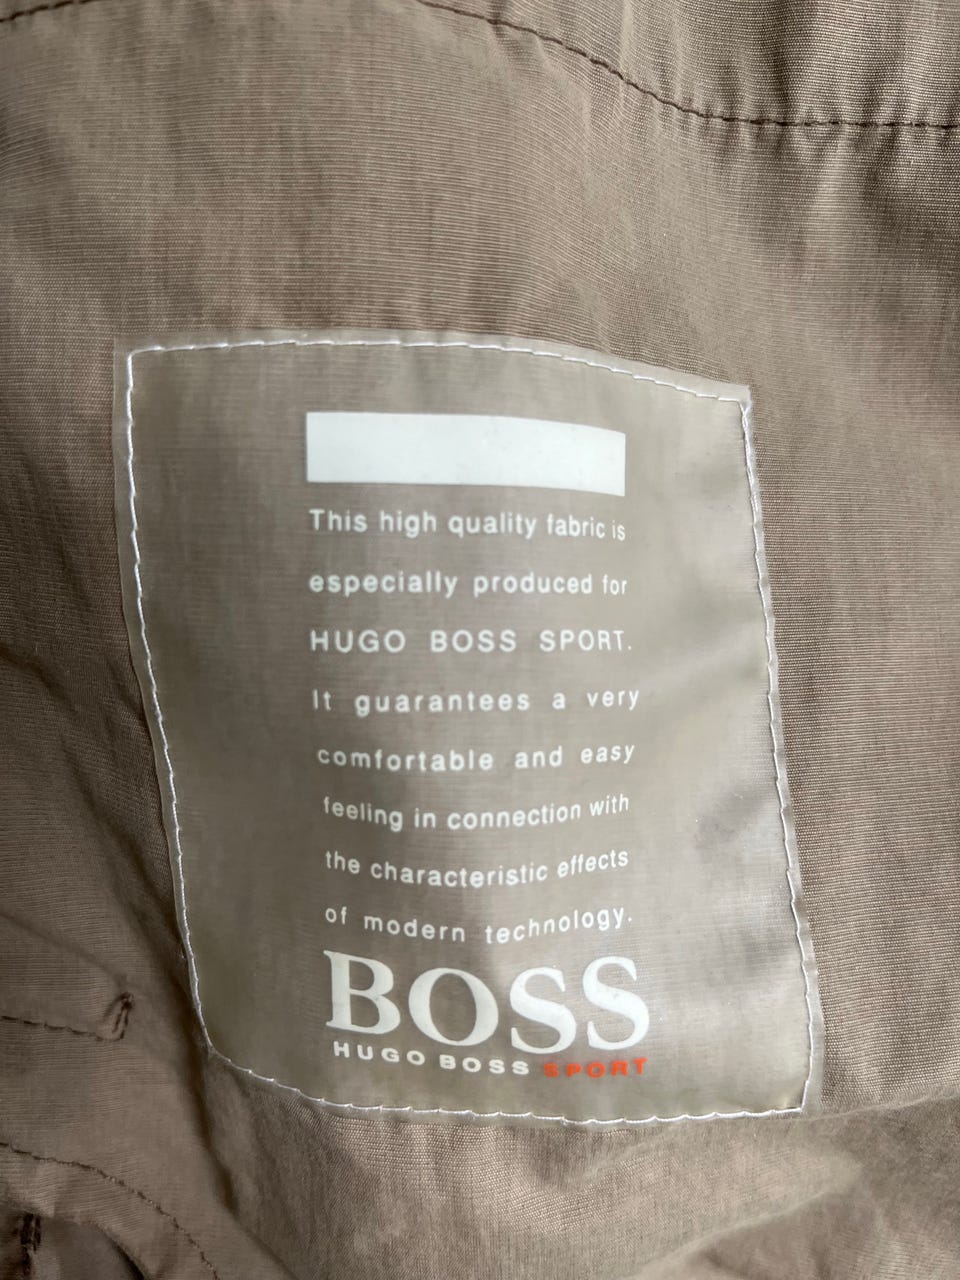 This high quality fabric is
especially produced for
HUGO BOSS SPORT.
It guarantees a very
comfortable and easy
feeling in connection with
the characteristic effects
of modern technology.
BOSS
HUGO BOSS SPORT